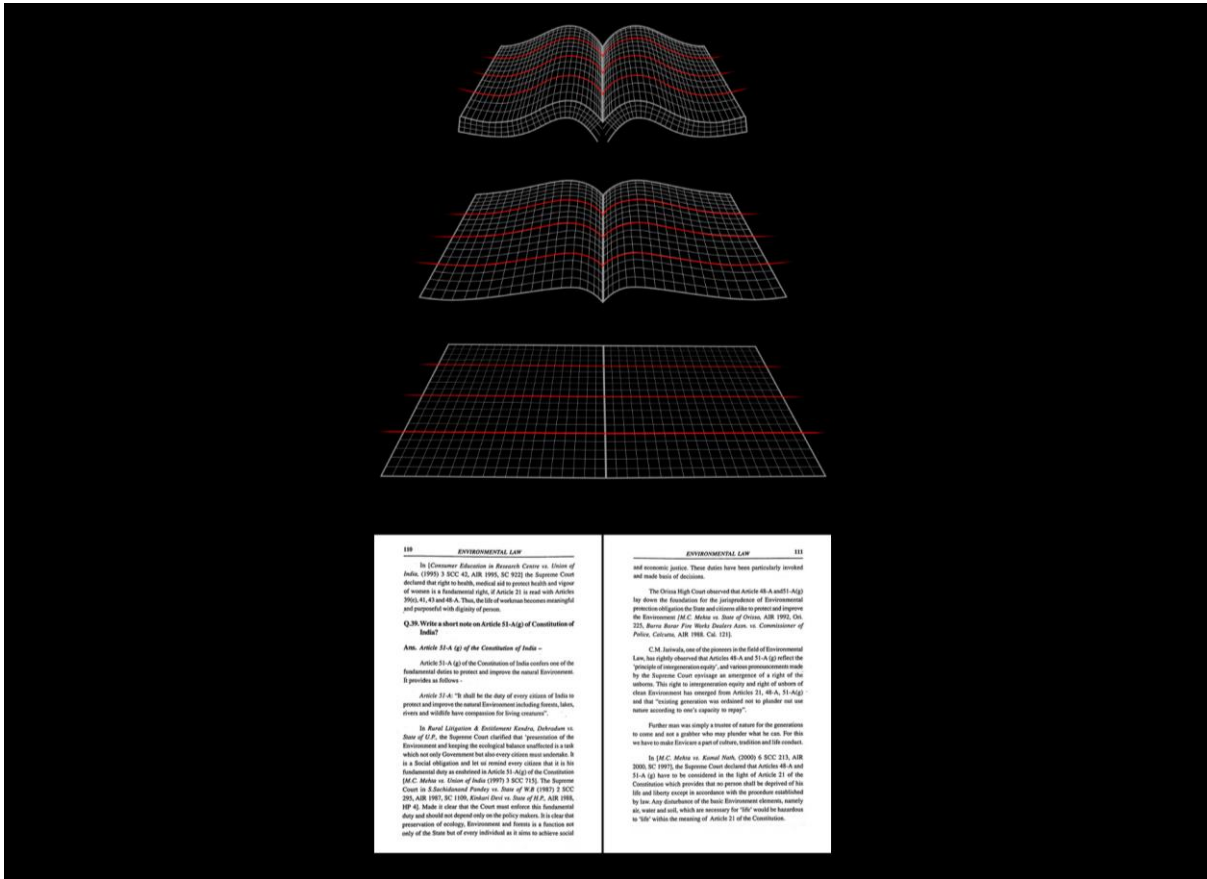 110
ENVIRONMENTAL LAW
In [Consumer Education in Research Centre vs. Union of
India, (1995) 3 SCC 42, AIR 1995, SC 922] the Supreme Court
declared that right to health, medical aid to protect health and vigour
of women is a fundamental right, if Article 21 is read with Articles
39(e), 41, 43 and 48-A. Thus, the life of workman becomes meaningful
and purposeful with diginity of person.
Q.39. Write a short note on Article 51-A(g) of Constitution of
India?
Ans. Article 51-A (g) of the Constitution of India –
Article 51-A (g) of the Constitution of India confers one of the
fundamental duties to protect and improve the natural Environment.
It provides as follows –
Article 51-A: "It shall be the duty of every citizen of India to
protect and improve the natural Environment including forests, lakes,
rivers and wildlife have compassion for living creatures".
In Rural Litigation & Entitlement Kendra, Dehradun vs.
State of U.P., the Supreme Court clarified that 'presentation of the
Environment and keeping the ecological balance unaffected is a task
which not only Government but also every citizen must undertake. It
is a Social obligation and let us remind every citizen that it is his
fundamental duty as enshrined in Article 51-A(g) of the Constitution
[M.C. Mehta vs. Union of India (1997) 3 SCC 715]. The Supreme
Court in S.Sachidanand Pandey vs. State of W.B (1987) 2 SCC
295, AIR 1987, SC 1109, Kinkari Devi vs. State of H.P., AIR 1988,
HP 4]. Made it clear that the Court must enforce this fundamental
duty and should not depend only on the policy makers. It is clear that
preservation of ecology, Environment and forests is a function not
only of the State but of every individual as it aims to achieve social
ENVIRONMENTAL LAW
111
and economic justice. These duties have been particularly invoked
and made basis of decisions.
The Orissa High Court observed that Article 48-A and51-A(g)
lay down the foundation for the jurisprudence of Environmental
protection obligation the State and citizens alike to protect and improve
the Environment [M.C. Mehta vs. State of Orissa, AIR 1992, Ori.
225, Burra Bazar Fire Works Dealers Assn. vs. Commissioner of
Police, Calcutta, AIR 1988. Cal. 121].
C.M. Jariwala, one of the pioneers in the field of Environmental
Law, has rightly observed that Articles 48-A and 51-A (g) reflect the
'principle of intergeneration equity', and various pronouncements made
by the Supreme Court envisage an emergence of a right of the
unborns. This right to intergeneration equity and right of unborn of
clean Environment has emerged from Articles 21, 48-A, 51-A(g)
and that "existing generation was ordained not to plunder out use
nature according to one's capacity to repay".
Further man was simply a trustee of nature for the generations
to come and not a grabber who may plunder what he can. For this
we have to make Envicare a part of culture, tradition and life conduct.
In [M.C. Mehta vs. Kamal Nath, (2000) 6 SCC 213, AIR
2000, SC 1997], the Supreme Court declared that Articles 48-A and
51-A (g) have to be considered in the light of Article 21 of the
Constitution which provides that no person shall be deprived of his
life and liberty except in accordance with the procedure established
by law. Any disturbance of the basic Environment elements, namely
air, water and soil, which are necessary for 'life' would be hazardous
to 'life' within the meaning of Article 21 of the Constitution.